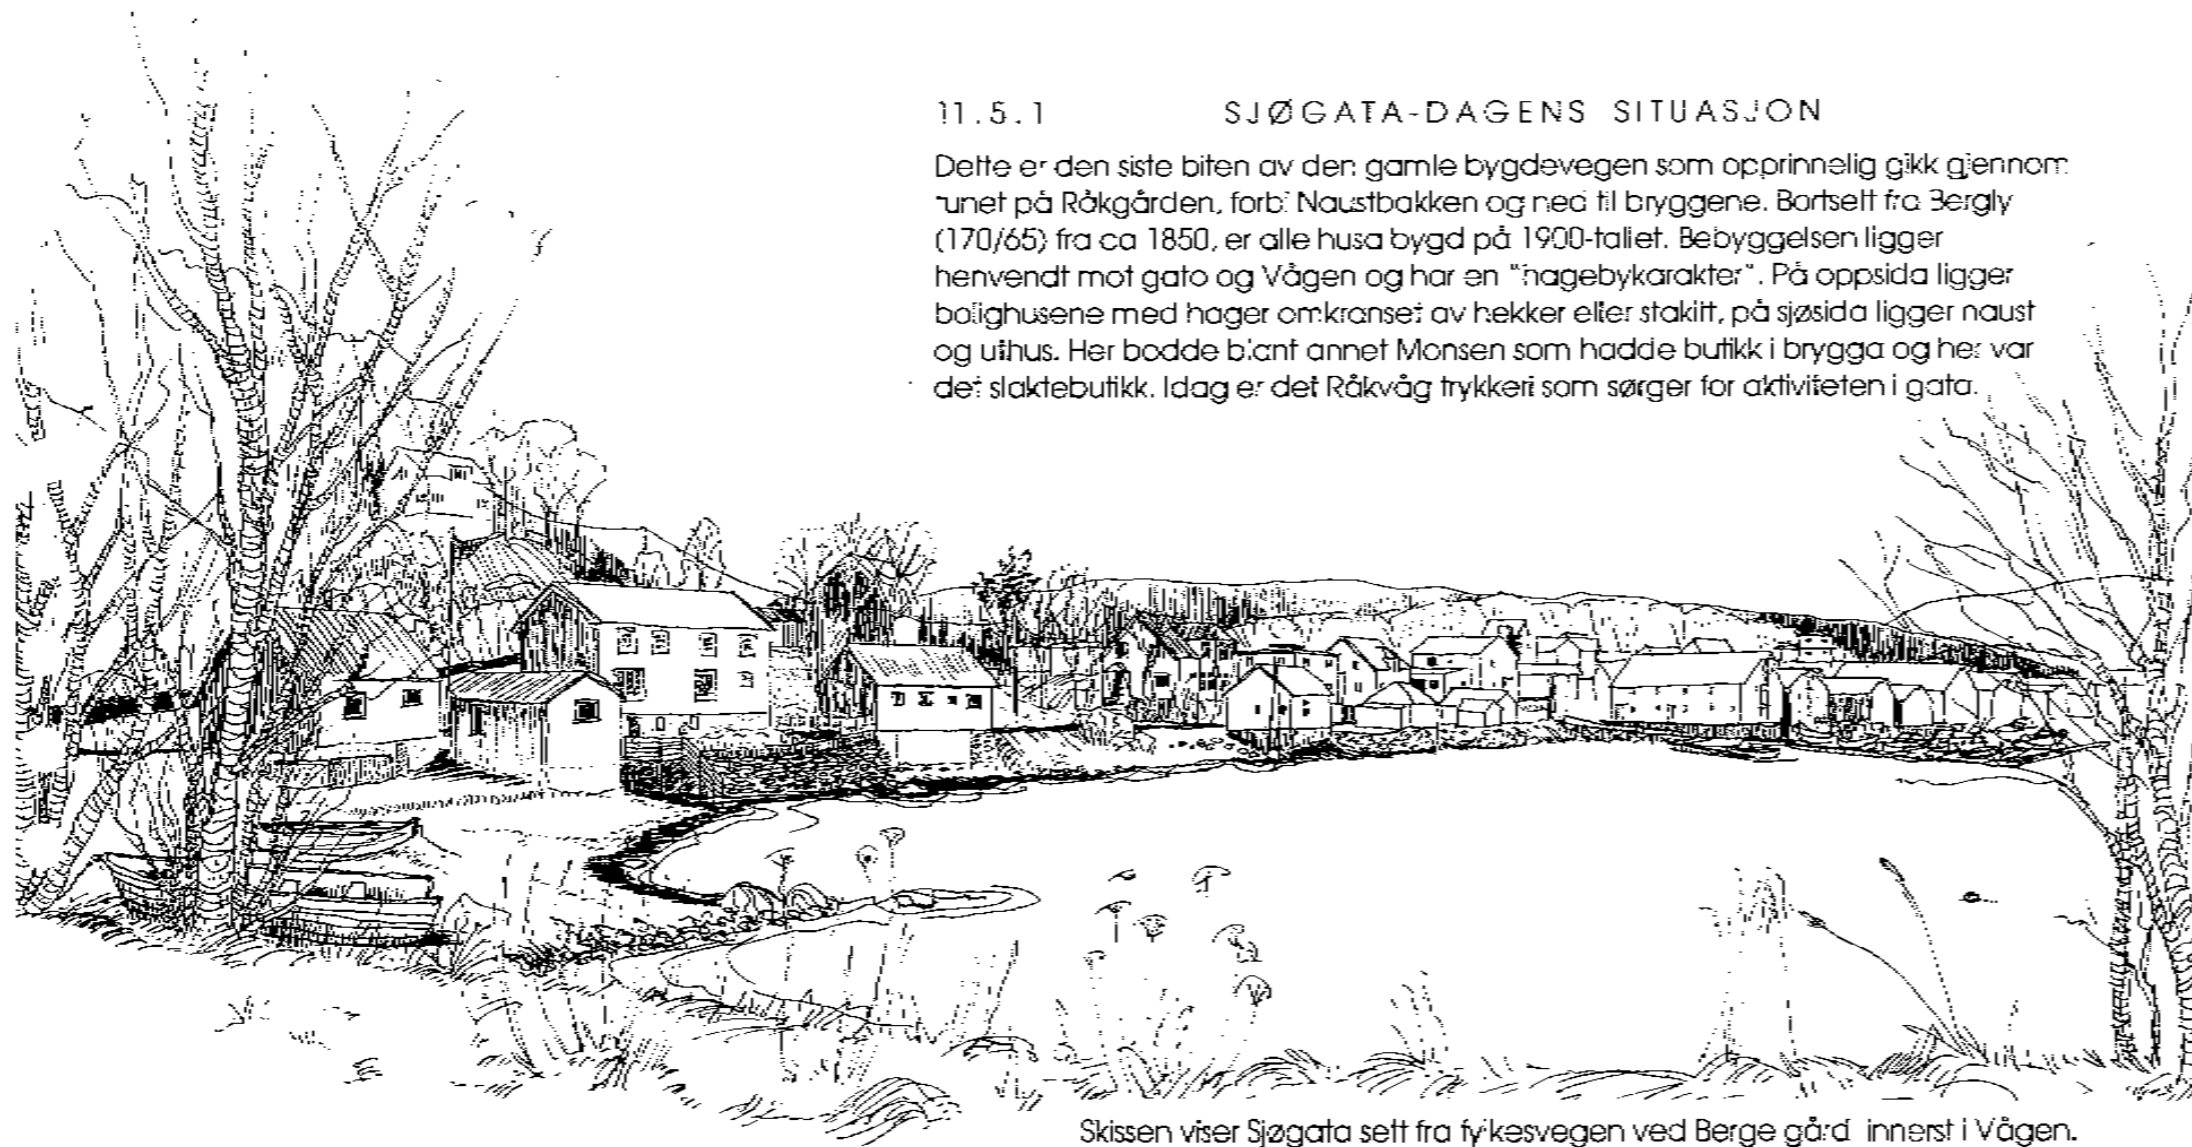 11.5.1 SJØGATA-DAGENS SITUASJON
Dette er den siste biten av den gamle bygdevegen som opprinnelig gikk gjennom
tunet på Råkgården, forbi Naustbakken og ned til bryggene. Bortsett fra Bergly
(170/65) fra ca 1850, er alle husa bygd på 1900-tallet. Bebyggelsen ligger
henvendt mot gata og Vågen og har en "hagebykarakter". På oppsida ligger
bolighusene med hager omkranset av hekker eller stakitt, på sjøsida ligger naust
og uthus. Her bodde blant annet Monsen som hadde butikk i brygga og her var
det slaktebutikk. Idag er det Råkvåg trykkeri som sørger for aktiviteten i gata.
Skissen viser Sjøgata sett fra fylkesvegen ved Berge gård innerst i Vågen.